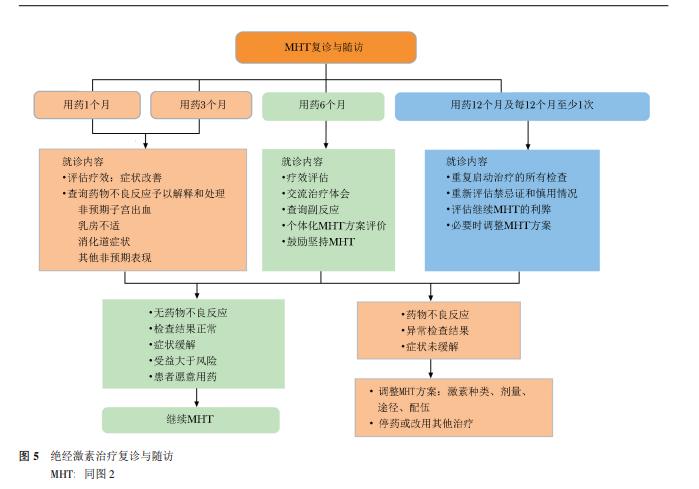 MHT复诊与随访
用药1个月
用药3个月
用药6个月
用药12个月及每12个月至少1次
就诊内容
•评估疗效：症状改善
•查询药物不良反应予以解释和处理
非预期子宫出血
乳房不适
消化道症状
其他非预期表现
就诊内容
•疗效评估
•交流治疗体会
•查询副反应
•个体化MHT方案评价
•鼓励坚持MHT
就诊内容
•重复启动治疗的所有检查
•重新评估禁忌证和慎用情况
•评估继续MHT的利弊
•必要时调整MHT方案
•无药物不良反应
•检查结果正常
•症状缓解
•受益大于风险
•患者愿意用药
•药物不良反应
•异常检查结果
•症状未缓解
继续MHT
• 调整MHT方案：激素种类、剂量、
途径、配伍
• 停药或改用其他治疗
图 5 绝经激素治疗复诊与随访
MHT: 同图 2